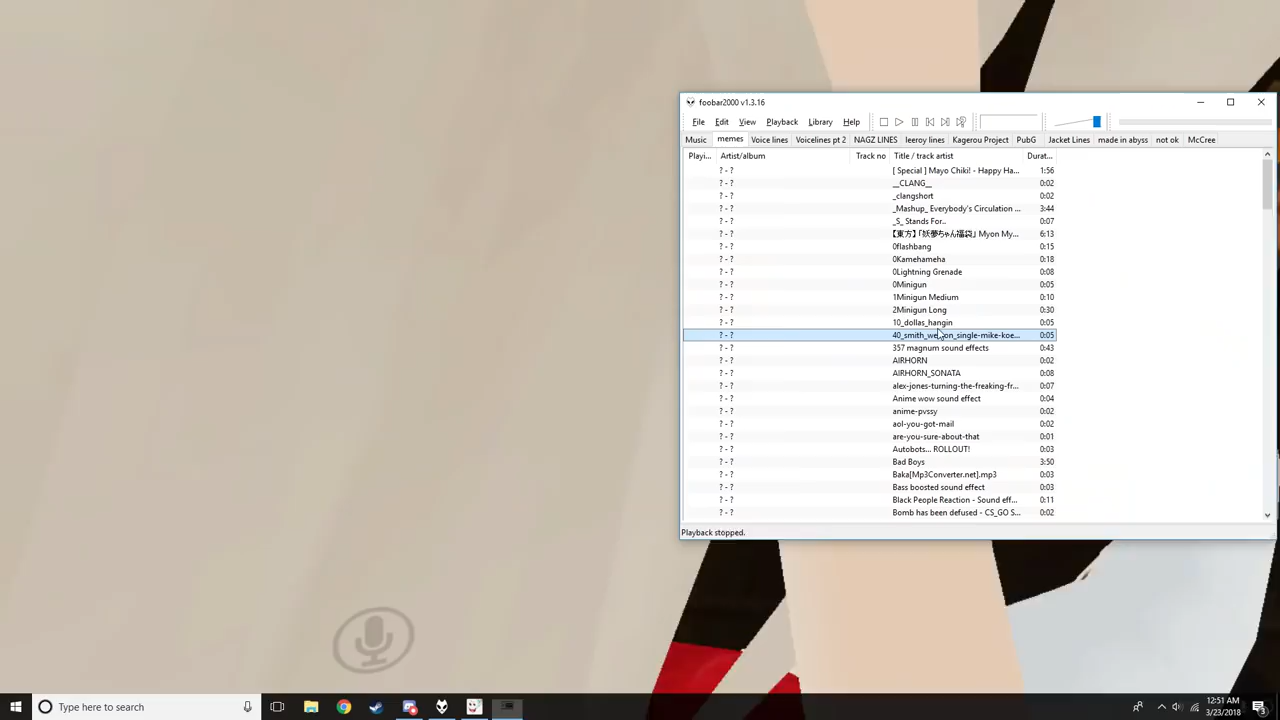 foobar2000 v1.3.16
File Edit View Playback Library Help
Music memes Voice lines Voicelines pt 2 NAGZ LINES leeroy lines Kagerou Project PubG Jacket Lines made in abyss not ok McCree
Playi... Artist/album Track no Title / track artist Durat...
? - ? [ Special ] Mayo Chiki! - Happy Ha... 1:56
? - ? __CLANG__ 0:02
? - ? _clangshort 0:02
? - ? _Mashup_ Everybody's Circulation ... 3:44
? - ? _S_ Stands For.. 0:07
? - ? 【東方】「妖夢ちゃん福袋」 Myon My... 6:13
? - ? 0flashbang 0:15
? - ? 0Kamehameha 0:18
? - ? 0Lightning Grenade 0:08
? - ? 0Minigun 0:05
? - ? 1Minigun Medium 0:10
? - ? 2Minigun Long 0:30
? - ? 10_dollas_hangin 0:05
? - ? 40_smith_wesson_single-mike-koe... 0:05
? - ? 357 magnum sound effects 0:43
? - ? AIRHORN 0:02
? - ? AIRHORN_SONATA 0:08
? - ? alex-jones-turning-the-freaking-fr... 0:07
? - ? Anime wow sound effect 0:04
? - ? anime-pvssy 0:02
? - ? aol-you-got-mail 0:02
? - ? are-you-sure-about-that 0:01
? - ? Autobots... ROLLOUT! 0:03
? - ? Bad Boys 3:50
? - ? Baka[Mp3Converter.net].mp3 0:03
? - ? Bass boosted sound effect 0:03
? - ? Black People Reaction - Sound eff... 0:11
? - ? Bomb has been defused - CS_GO S... 0:02
Playback stopped.
Type here to search
12:51 AM
3/23/2018
3